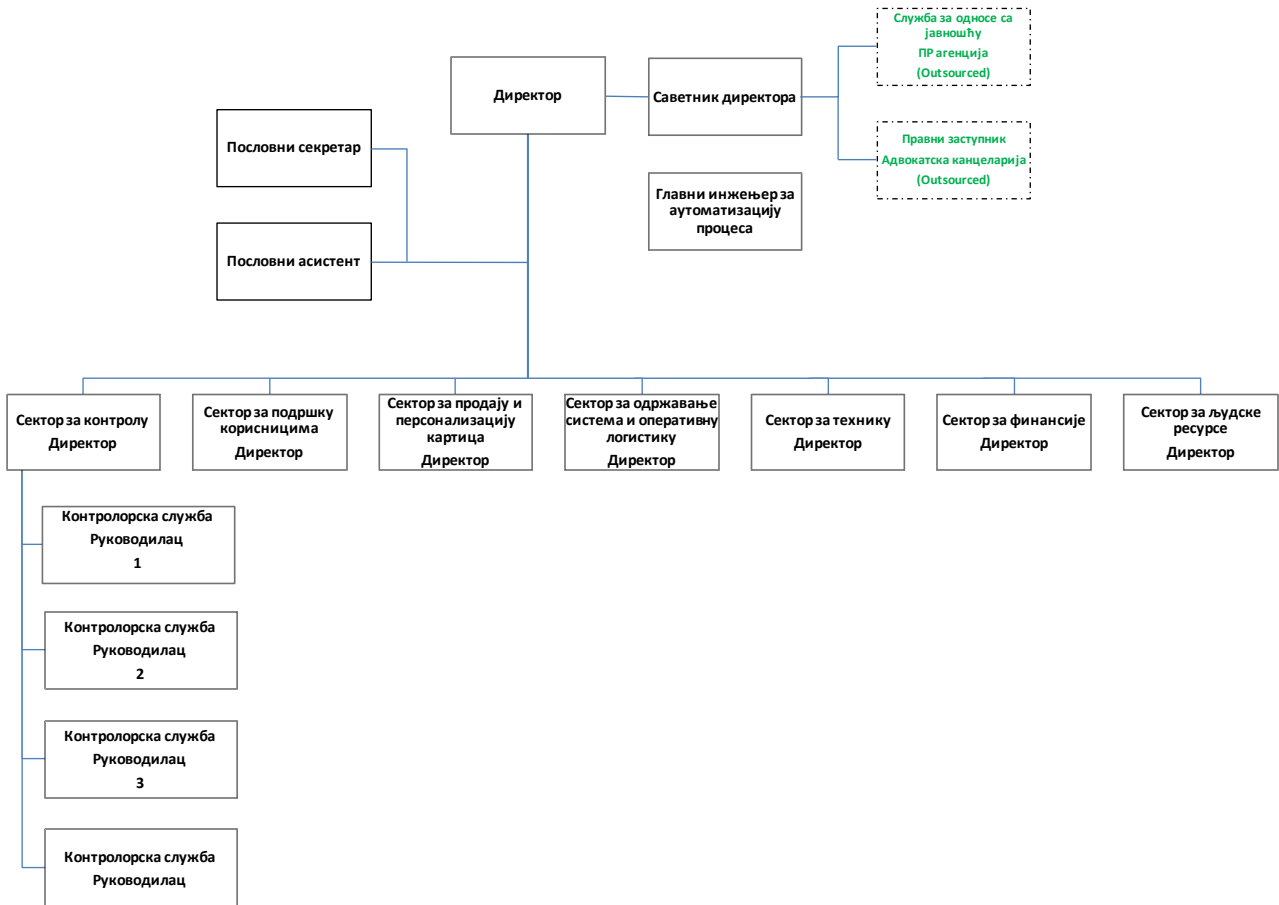 Служба за односе са
јавношћу
ПР агенција
(Outsourced)
Директор
Саветник директора
Пословни секретар
Правни заступник
Адвокатска канцеларија
(Outsourced)
Главни инжењер за
аутоматизацију
процеса
Пословни асистент
Сектор за контролу
Директор
Сектор за подршку
корисницима
Директор
Сектор за продају и
персонализацију
картица
Директор
Сектор за одржавање
система и оперативну
логистику
Директор
Сектор за технику
Директор
Сектор за финансије
Директор
Сектор за људске
ресурсе
Директор
Контролорска служба
Руководилац
1
Контролорска служба
Руководилац
2
Контролорска служба
Руководилац
3
Контролорска служба
Руководилац